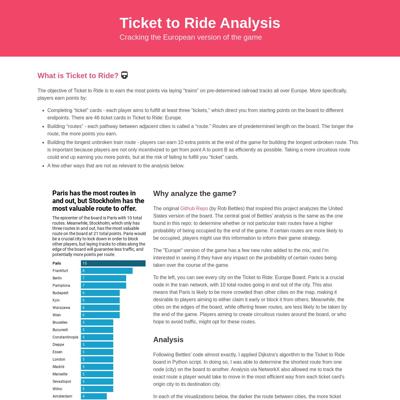 Ticket to Ride Analysis
Cracking the European version of the game
What is Ticket to Ride?
The objective of Ticket to Ride is to earn the most points via laying "trains" on pre-determined railroad tracks all over Europe. More specifically,
players earn points by:
Completing "ticket" cards - each player aims to fulfill at least three "tickets," which direct you from starting points on the board to different
endpoints. There are 46 ticket cards in Ticket to Ride: Europe.
Building "routes" - each pathway between adjacent cities is called a "route." Routes are of predetermined length on the board. The longer the
route, the more points you earn.
Building the longest unbroken train route - players can earn 10 extra points at the end of game for building the longest unbroken route. This
is important because players are not only incentivized to get from point A to point B as efficiently as possible. Taking a more circuitous route
could end up earning you more points, but at the risk of failing to fulfill you "ticket" cards.
A few other ways that are not as relevant to the analysis below.
Paris has the most routes in
and out, but Stockholm has the
most valuable route to offer.
The epicenter of the board is Paris with 10 total
routes. Meanwhile, Stockholm, which only has
three routes in and out, has the most valuable
route on the board at 21 total points. Paris
would be a crucial city to lock down in order to block
other players, but laying tracks to cities along the
edge of the board will guarantee less traffic, and
potentially more points per route.
Paris
Frankfurt
Berlin
Pamplona
Budapest
Kyiv
Warszawa
Wien
Bruxelles
Bucuresti
Constantinople
Dieppe
Essen
London
Madrid
Marseille
Sevastopol
Wilno
Amsterdam
Why analyze the game?
The original Github Repo (by Rob Bettles) that inspired this project analyzed the United
States version of the board. The central goal of Bettles' analysis is the same as the one
found in this repo: to determine whether or not particular train routes have a higher
probability of being occupied by the end of the game. If certain routes are more likely to
be occupied, players might use this information to inform their game strategy.
The "Europe" version of the game has a few new rules added to the mix, and I'm
interested in seeing if they have any impact on the probability of certain routes being
taken over the course of the game.
To the left, you can see every city on the Ticket to Ride: Europe Board. Paris is a crucial
node in the train network, with 10 total routes going in and out of the city. This also
means that Paris is likely to be more crowded than other cities on the map, making it
desirable to players aiming to either claim it early or block it from others. Meanwhile, the
cities on the edges of the board, while offering fewer routes, are less likely to be taken by
the end of the game. Players aiming to create circuitous routes around the board, or who
hope to avoid traffic, might opt for these routes.
Analysis
Following Bettles' code almost exactly, I applied Dijkstra's algorithm to the Ticket to Ride
board in Python script. In doing so, I was able to determine the shortest route from one
node (city) on the board to another. Analysis via NetworkX also allowed me to track the
exact route a player would take to move in the most efficient way from each ticket card's
origin city to its destination city.
In each of the visualizations below, the darker the route between cities, the more ticket